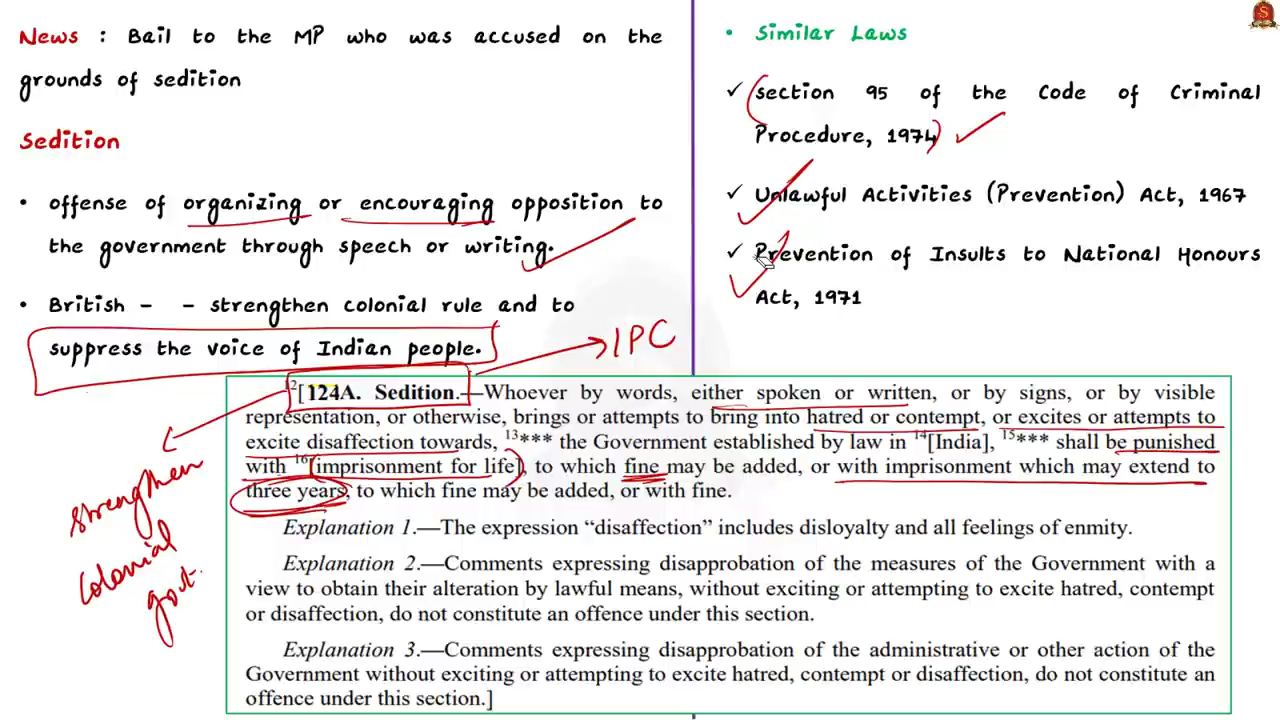 News : Bail to the MP who was accused on the
grounds of sedition
Sedition
• offense of organizing or encouraging opposition to
the government through speech or writing.
• British - - strengthen colonial rule and to
suppress the voice of Indian people.
• Similar Laws
✓ section 95 of the Code of Criminal
Procedure, 1974
✓ Unlawful Activities (Prevention) Act, 1967
✓ Prevention of Insults to National Honours
Act, 1971
IPC
12[124A. Sedition.—Whoever by words, either spoken or written, or by signs, or by visible
representation, or otherwise, brings or attempts to bring into hatred or contempt, or excites or attempts to
excite disaffection towards, 13*** the Government established by law in 14[India], 15*** shall be punished
with 16[imprisonment for life], to which fine may be added, or with imprisonment which may extend to
three years, to which fine may be added, or with fine.
Explanation 1.—The expression “disaffection” includes disloyalty and all feelings of enmity.
Explanation 2.—Comments expressing disapprobation of the measures of the Government with a
view to obtain their alteration by lawful means, without exciting or attempting to excite hatred, contempt
or disaffection, do not constitute an offence under this section.
Explanation 3.—Comments expressing disapprobation of the administrative or other action of the
Government without exciting or attempting to excite hatred, contempt or disaffection, do not constitute an
offence under this section.]
strengthen
colonial
govt.
S